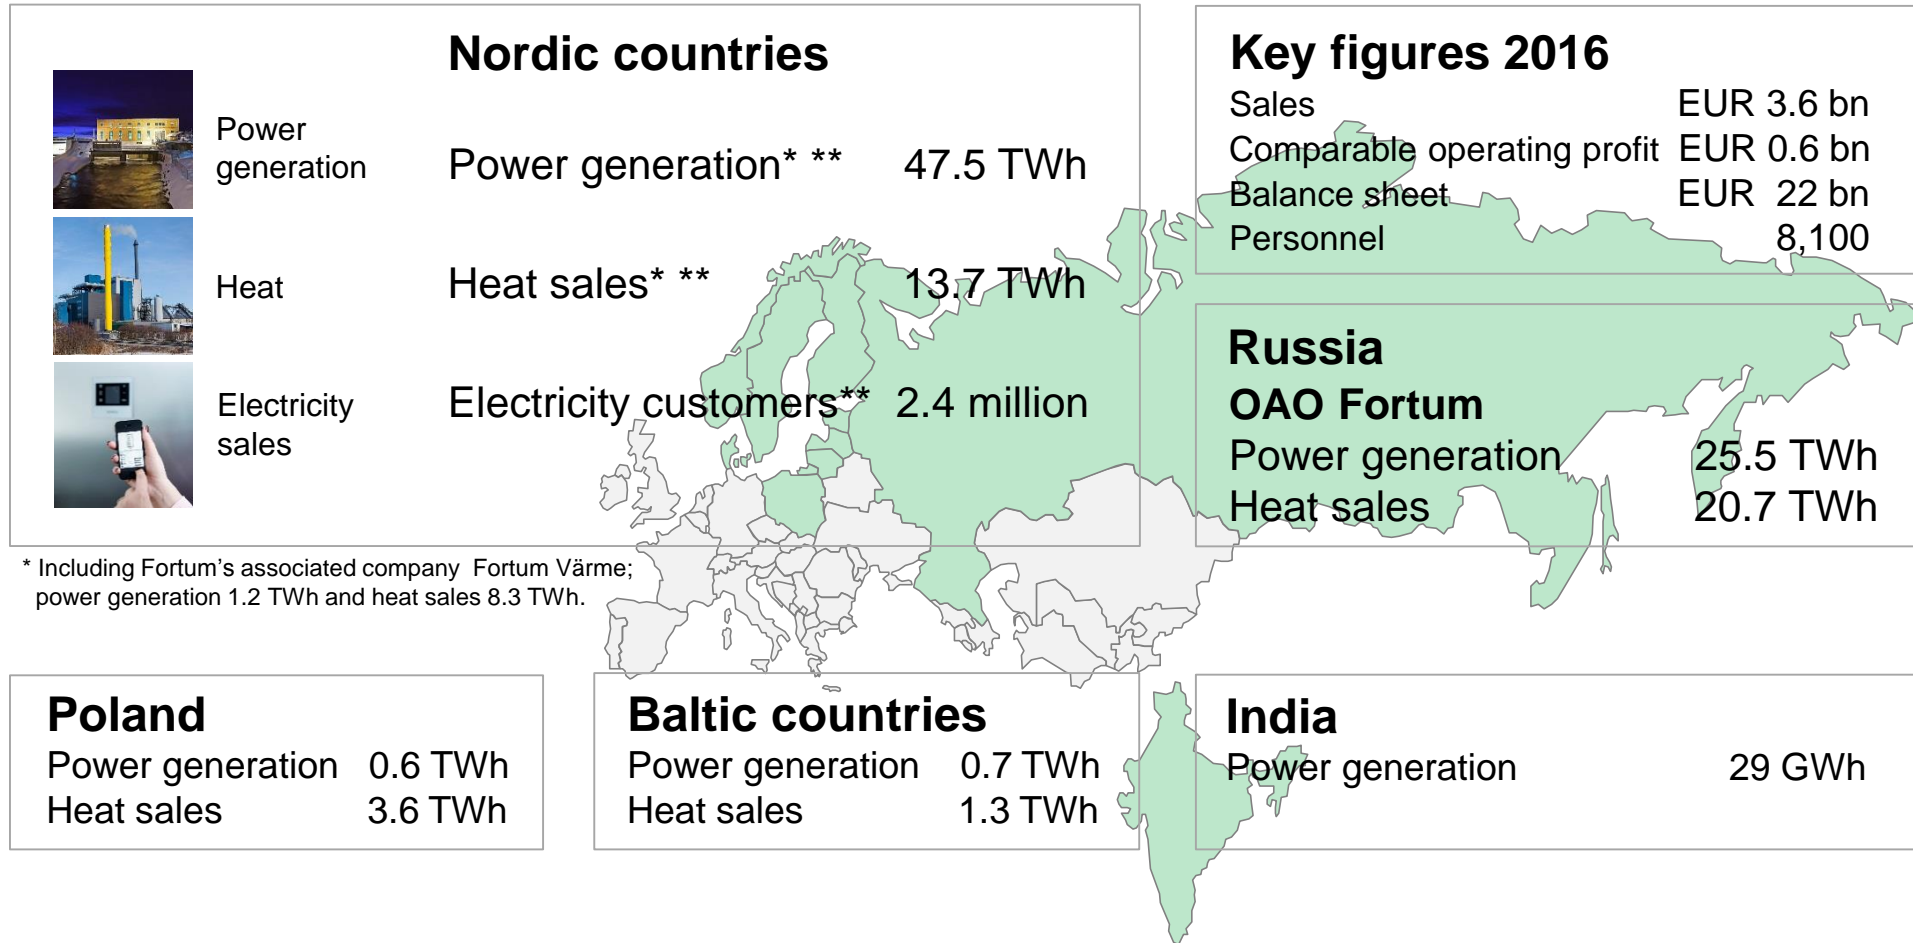 Nordic countries
Power
generation
Power generation* ** 47.5 TWh
Heat
Heat sales* ** 13.7 TWh
Electricity
sales
Electricity customers** 2.4 million
* Including Fortum's associated company Fortum Värme;
power generation 1.2 TWh and heat sales 8.3 TWh.
Key figures 2016
Sales EUR 3.6 bn
Comparable operating profit EUR 0.6 bn
Balance sheet EUR 22 bn
Personnel 8,100
Russia
OAO Fortum
Power generation 25.5 TWh
Heat sales 20.7 TWh
Poland
Power generation 0.6 TWh
Heat sales 3.6 TWh
Baltic countries
Power generation 0.7 TWh
Heat sales 1.3 TWh
India
Power generation 29 GWh